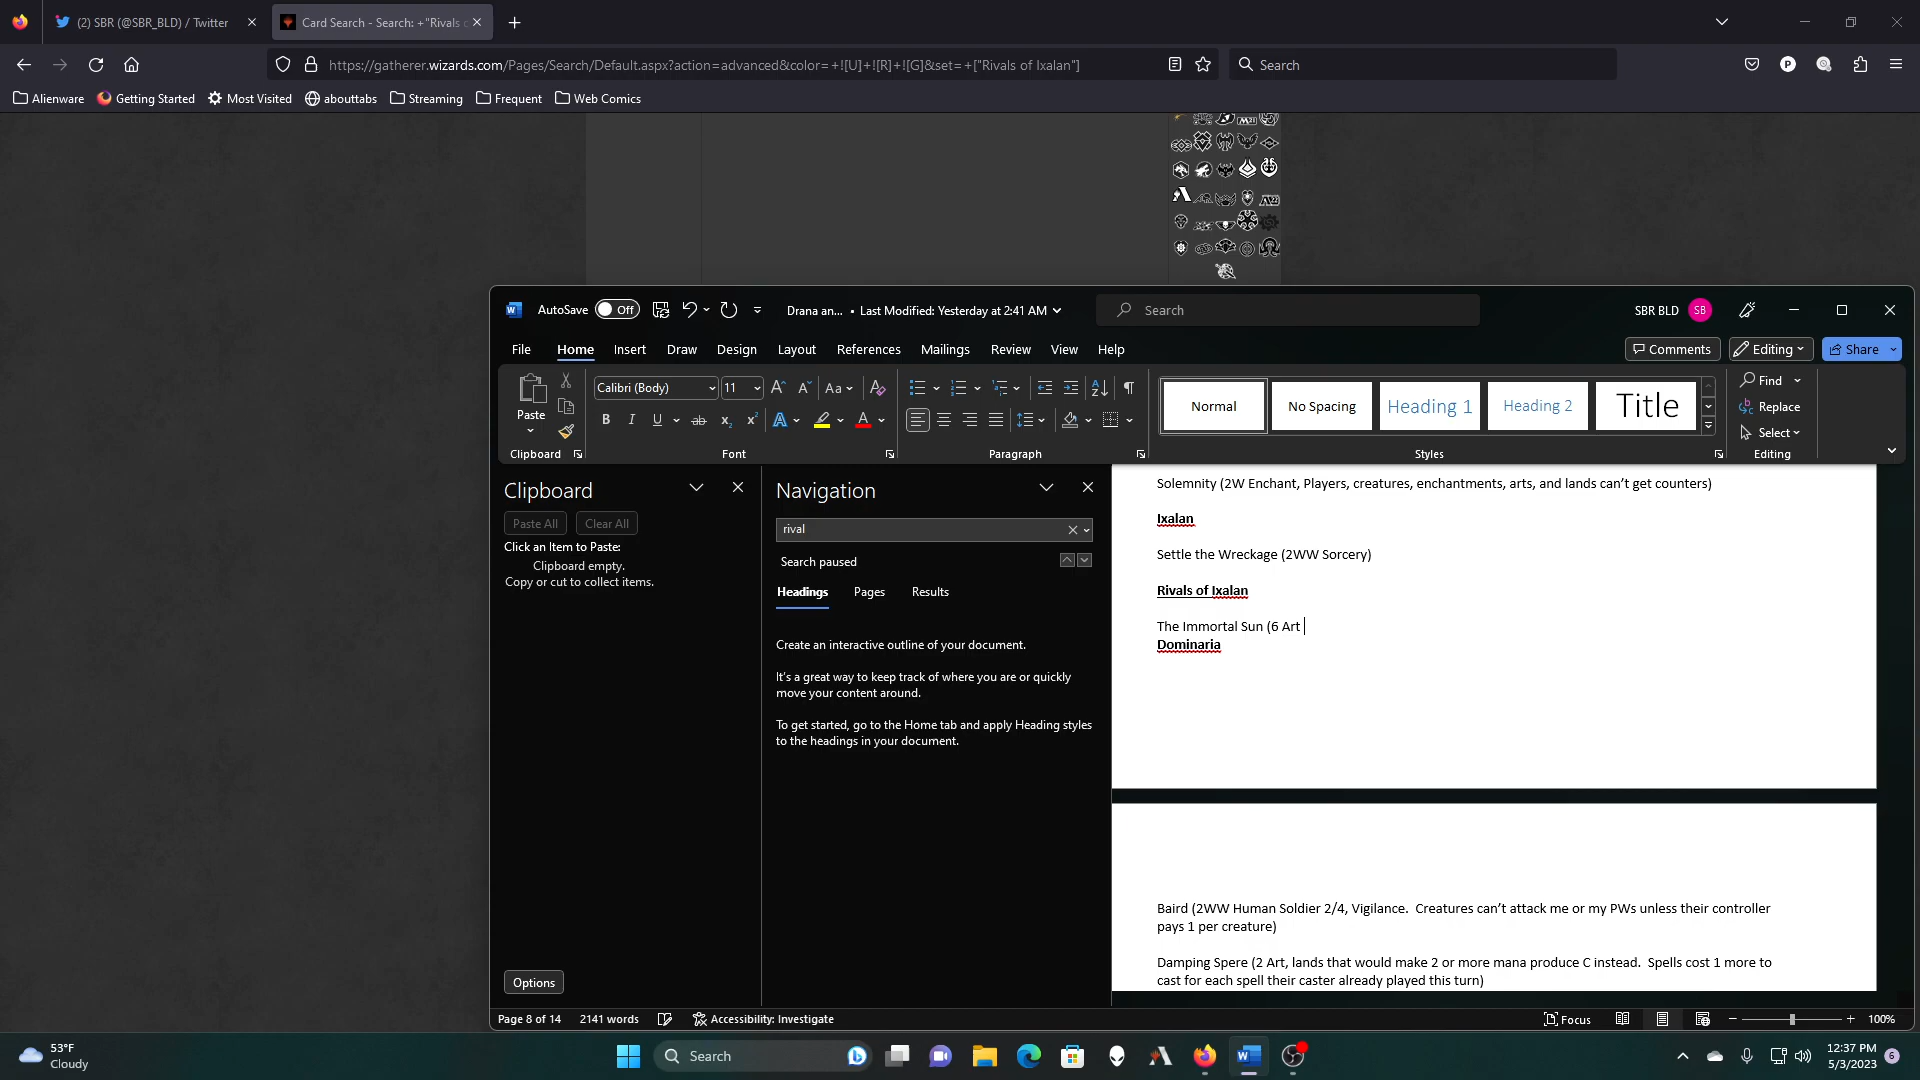 (2) SBR (@SBR_BLD) / Twitter
Card Search - Search: +"Rivals o
https://gatherer.wizards.com/Pages/Search/Default.aspx?action=advanced&color=+![U]+![R]+![G]&set=+["Rivals of Ixalan"]
Search
P
Alienware
Getting Started
Most Visited
abouttabs
Streaming
Frequent
Web Comics
AutoSave
Off
Drana an... • Last Modified: Yesterday at 2:41 AM
Search
SBR BLD
SB
File
Home
Insert
Draw
Design
Layout
References
Mailings
Review
View
Help
Comments
Editing
Share
Paste
Calibri (Body)
11
Normal
No Spacing
Heading 1
Heading 2
Title
Find
Replace
Select
Clipboard
Font
Paragraph
Styles
Editing
Clipboard
Paste All
Clear All
Click an Item to Paste:
Clipboard empty.
Copy or cut to collect items.
Options
Navigation
rival
Search paused
Headings
Pages
Results
Create an interactive outline of your document.
It's a great way to keep track of where you are or quickly
move your content around.
To get started, go to the Home tab and apply Heading styles
to the headings in your document.
Solemnity (2W Enchant, Players, creatures, enchantments, arts, and lands can't get counters)
Ixalan
Settle the Wreckage (2WW Sorcery)
Rivals of Ixalan
The Immortal Sun (6 Art
Dominaria
Baird (2WW Human Soldier 2/4, Vigilance. Creatures can't attack me or my PWs unless their controller
pays 1 per creature)
Damping Spere (2 Art, lands that would make 2 or more mana produce C instead. Spells cost 1 more to
cast for each spell their caster already played this turn)
Page 8 of 14
2141 words
Accessibility: Investigate
Focus
100%
53°F
Cloudy
Search
12:37 PM
5/3/2023
6